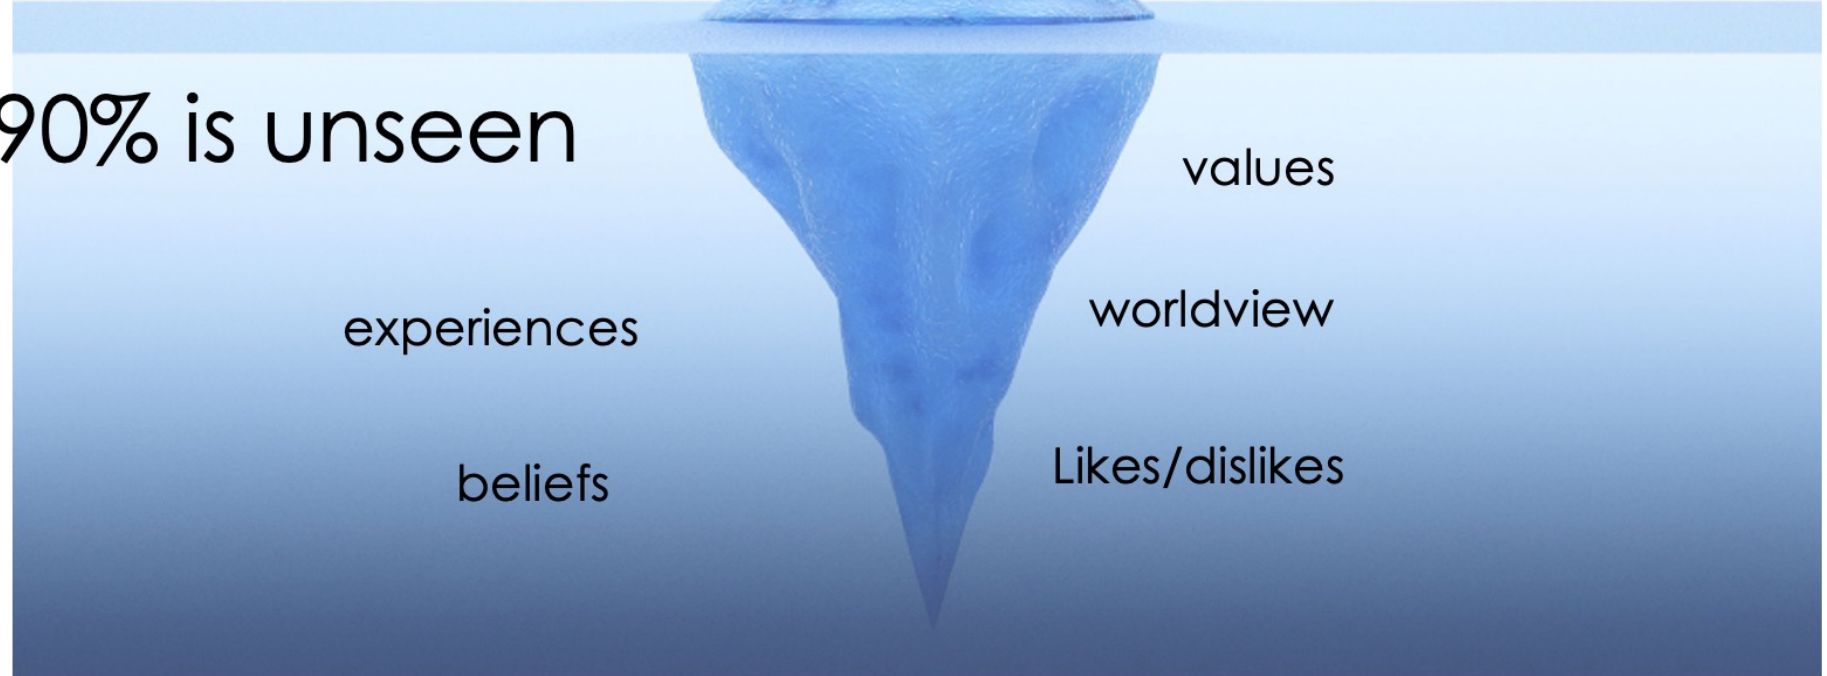 90% is unseen
values
worldview
experiences
Likes/dislikes
beliefs